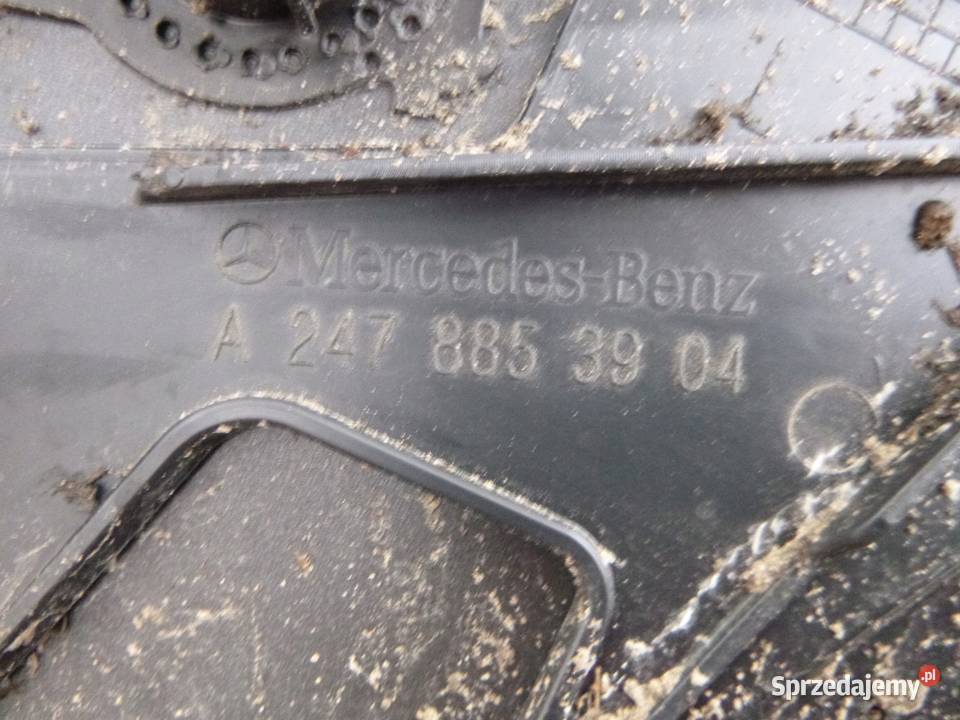 Mercedes-Benz
A 247 885 39 04
Sprzedajemy.pl